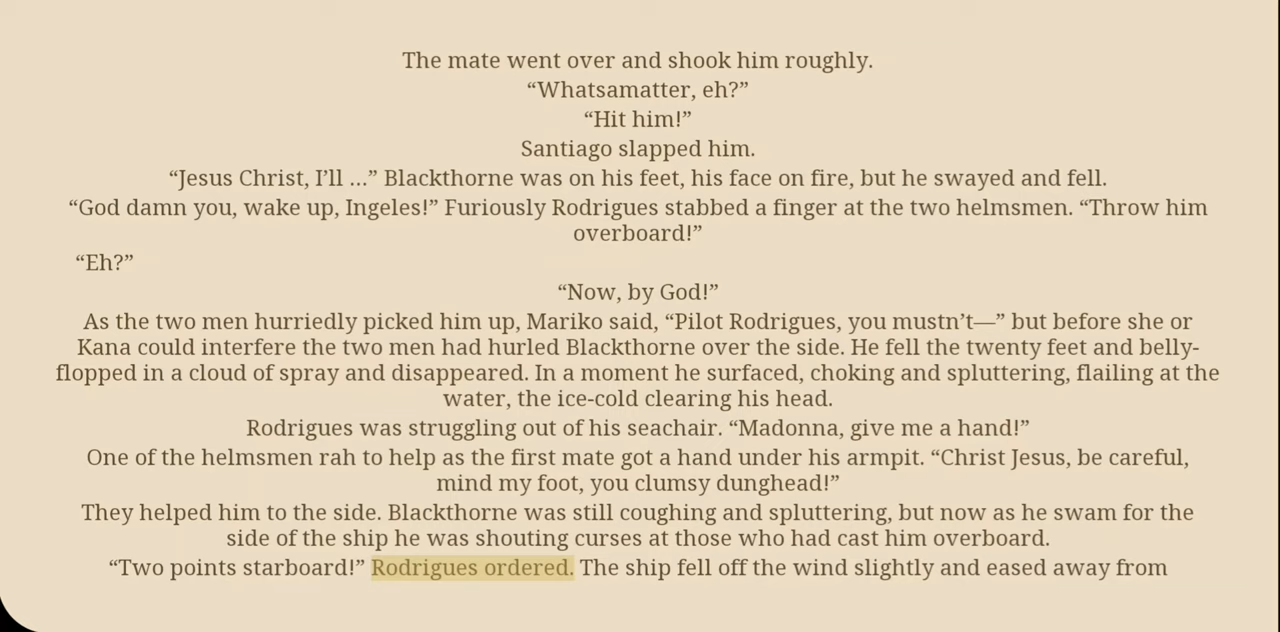 The mate went over and shook him roughly.
“Whatsamatter, eh?”
“Hit him!”
Santiago slapped him.
“Jesus Christ, I’ll ...” Blackthorne was on his feet, his face on fire, but he swayed and fell.
“God damn you, wake up, Ingeles!” Furiously Rodrigues stabbed a finger at the two helmsmen. “Throw him
overboard!”
“Eh?”
“Now, by God!”
As the two men hurriedly picked him up, Mariko said, “Pilot Rodrigues, you mustn’t—” but before she or
Kana could interfere the two men had hurled Blackthorne over the side. He fell the twenty feet and belly-
flopped in a cloud of spray and disappeared. In a moment he surfaced, choking and spluttering, flailing at the
water, the ice-cold clearing his head.
Rodrigues was struggling out of his seachair. “Madonna, give me a hand!”
One of the helmsmen rah to help as the first mate got a hand under his armpit. “Christ Jesus, be careful,
mind my foot, you clumsy dunghead!”
They helped him to the side. Blackthorne was still coughing and spluttering, but now as he swam for the
side of the ship he was shouting curses at those who had cast him overboard.
“Two points starboard!” Rodrigues ordered. The ship fell off the wind slightly and eased away from